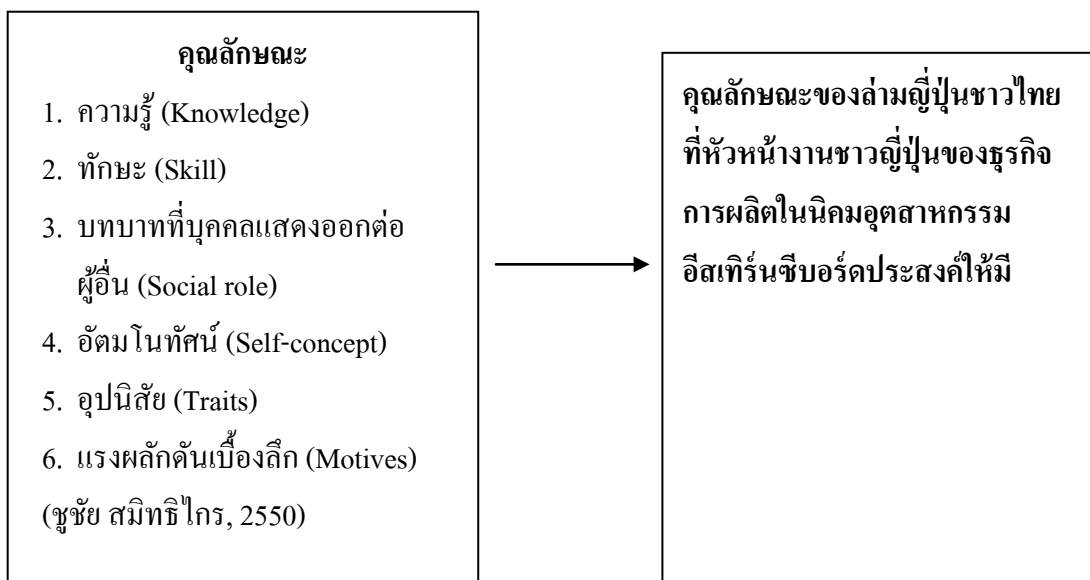 คุณลักษณะ
1. ความรู้ (Knowledge)
2. ทักษะ (Skill)
3. บทบาทที่บุคคลแสดงออกต่อ
ผู้อื่น (Social role)
4. อัตมโนทัศน์ (Self-concept)
5. อุปนิสัย (Traits)
6. แรงผลักดันเบื้องลึก (Motives)
(ชูชัย สมิทธิไกร, 2550)
คุณลักษณะของล่ามญี่ปุ่นชาวไทย
ที่หัวหน้างานชาวญี่ปุ่นของธุรกิจ
การผลิตในนิคมอุตสาหกรรม
อีสเทิร์นซีบอร์ดประสงค์ให้มี